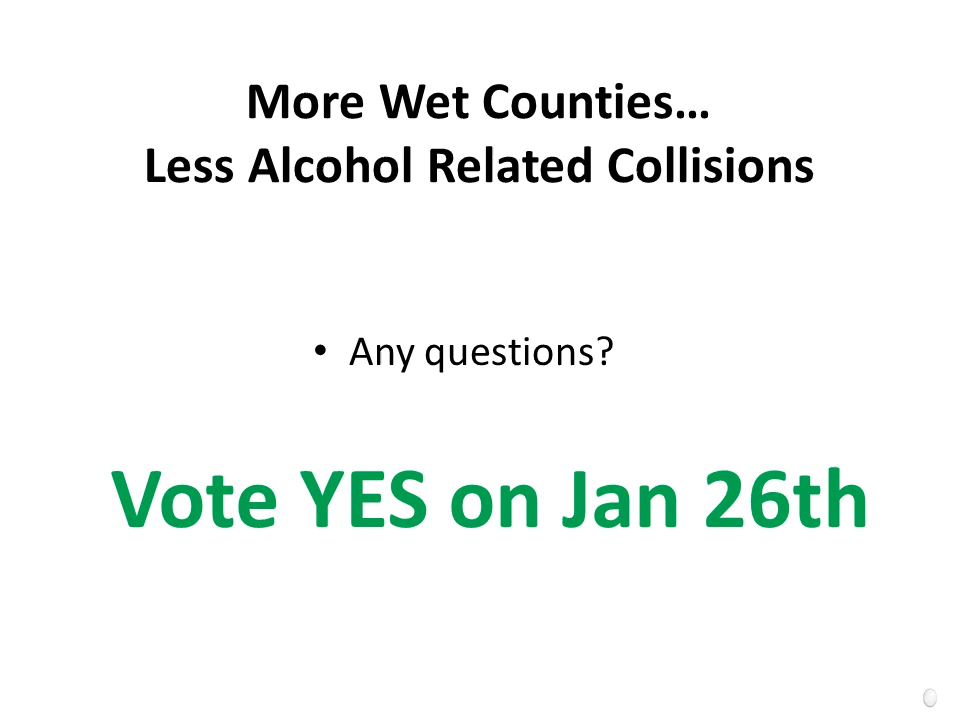 More Wet Counties…
Less Alcohol Related Collisions
• Any questions?
Vote YES on Jan 26th